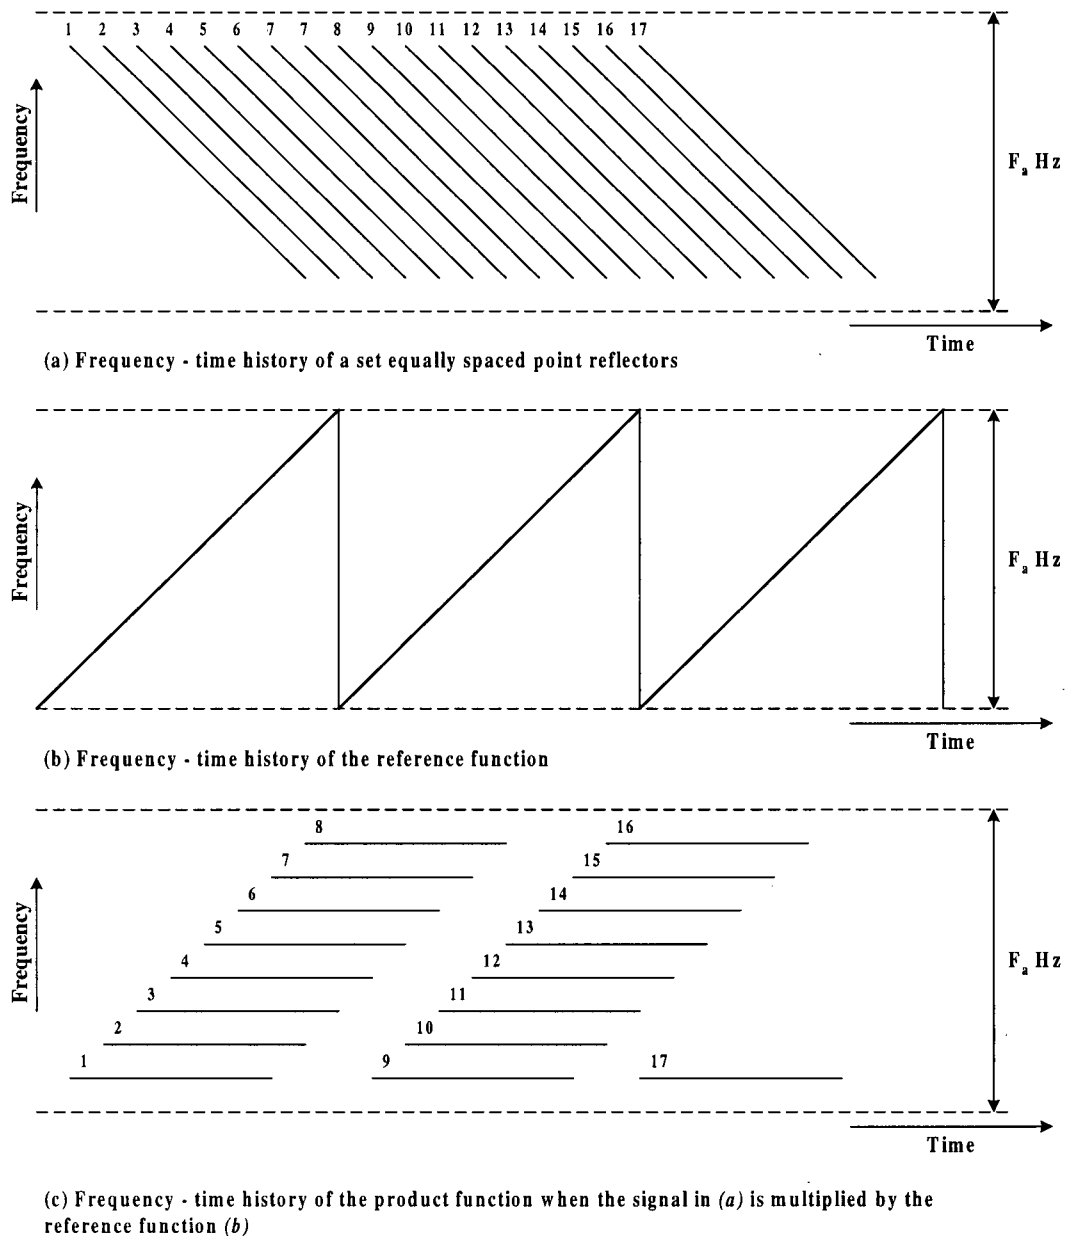 1 2 3 4 5 6 7 7 8 9 10 11 12 13 14 15 16 17
Frequency
Fa Hz
Time
(a) Frequency - time history of a set equally spaced point reflectors
Frequency
Fa Hz
Time
(b) Frequency - time history of the reference function
8 16
7 15
6 14
5 13
4 12
3 11
2 10
1 9 17
Frequency
Fa Hz
Time
(c) Frequency - time history of the product function when the signal in (a) is multiplied by the
reference function (b)